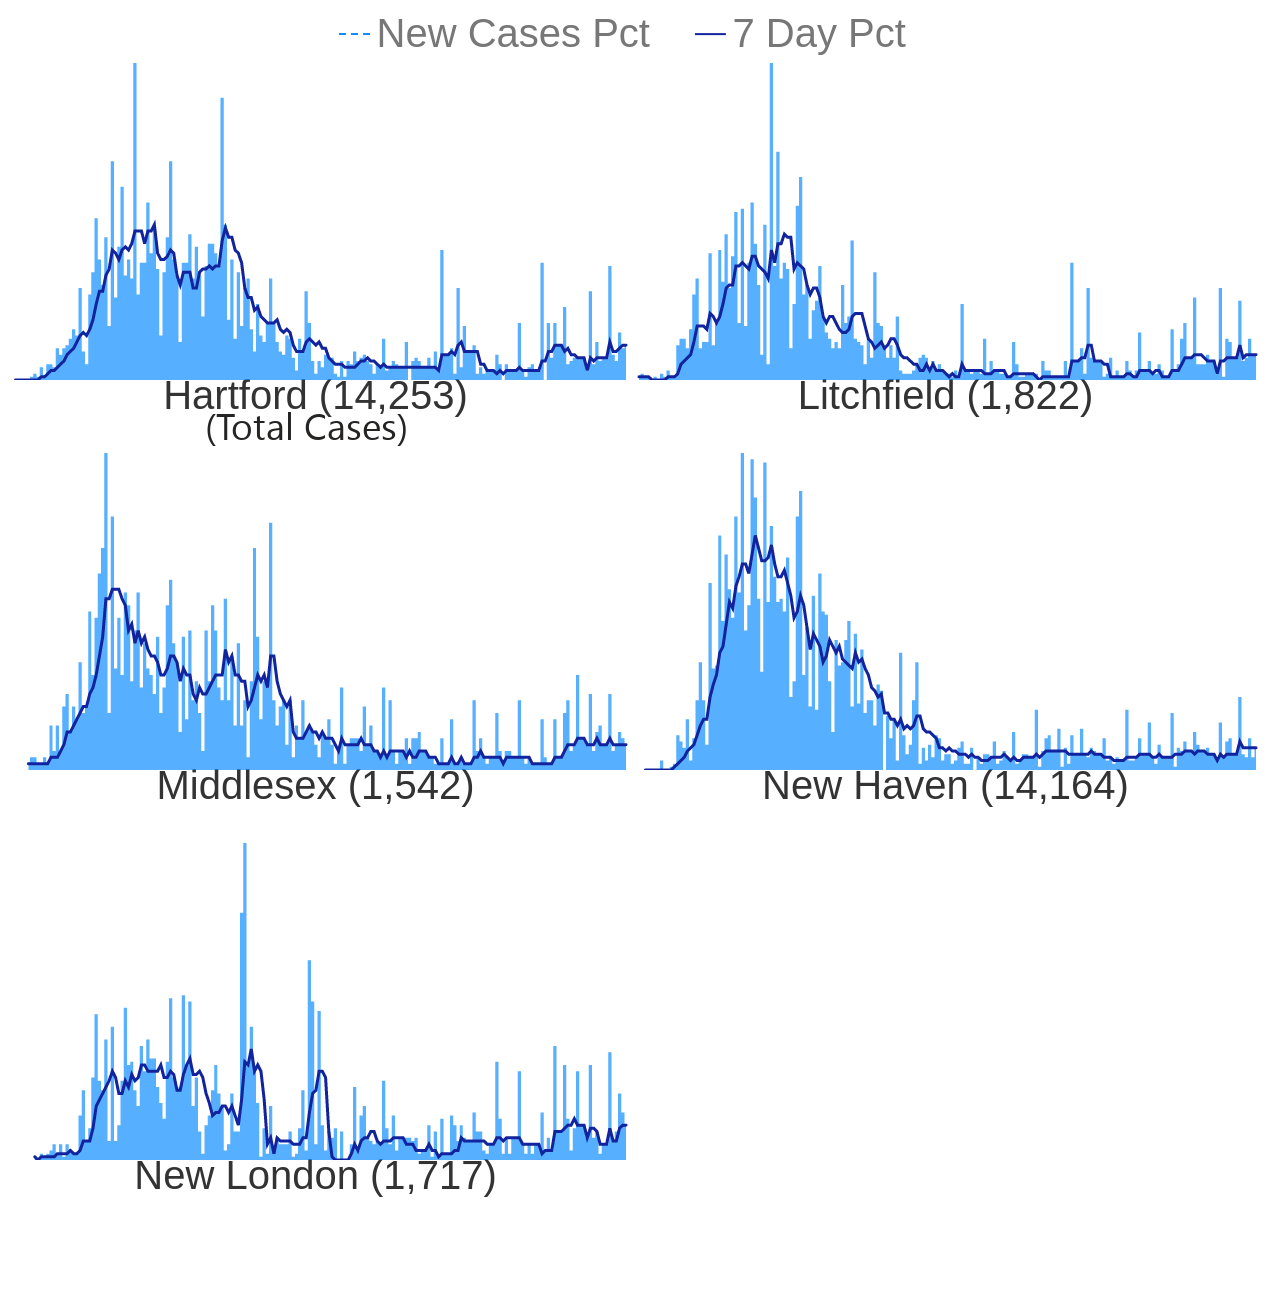 New Cases Pct 7 Day Pct
Hartford (14,253)
(Total Cases)
Litchfield (1,822)
Middlesex (1,542)
New Haven (14,164)
New London (1,717)